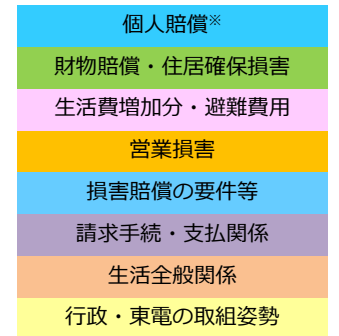 個人賠償※
財物賠償・住居確保損害
生活費増加分・避難費用
営業損害
損害賠償の要件等
請求手続・支払関係
生活全般関係
行政・東電の取組姿勢